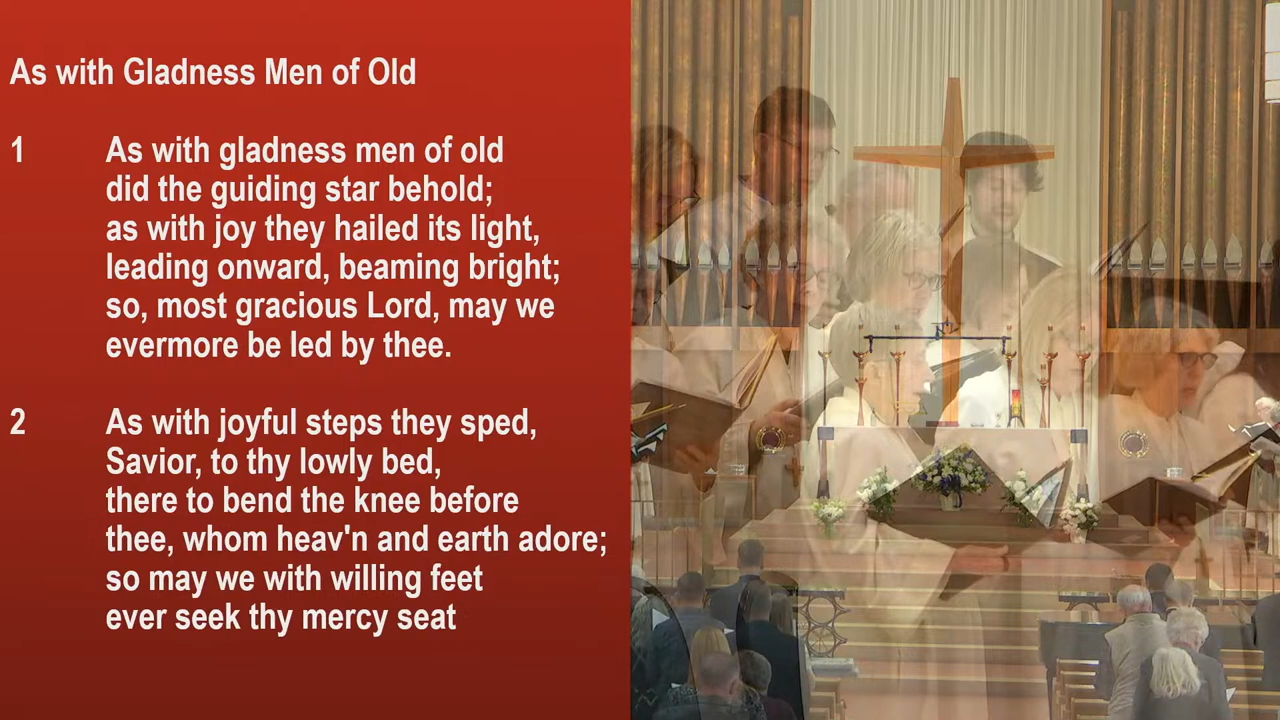 As with Gladness Men of Old
1 As with gladness men of old
did the guiding star behold;
as with joy they hailed its light,
leading onward, beaming bright;
so, most gracious Lord, may we
evermore be led by thee.
2 As with joyful steps they sped,
Savior, to thy lowly bed,
there to bend the knee before
thee, whom heav'n and earth adore;
so may we with willing feet
ever seek thy mercy seat